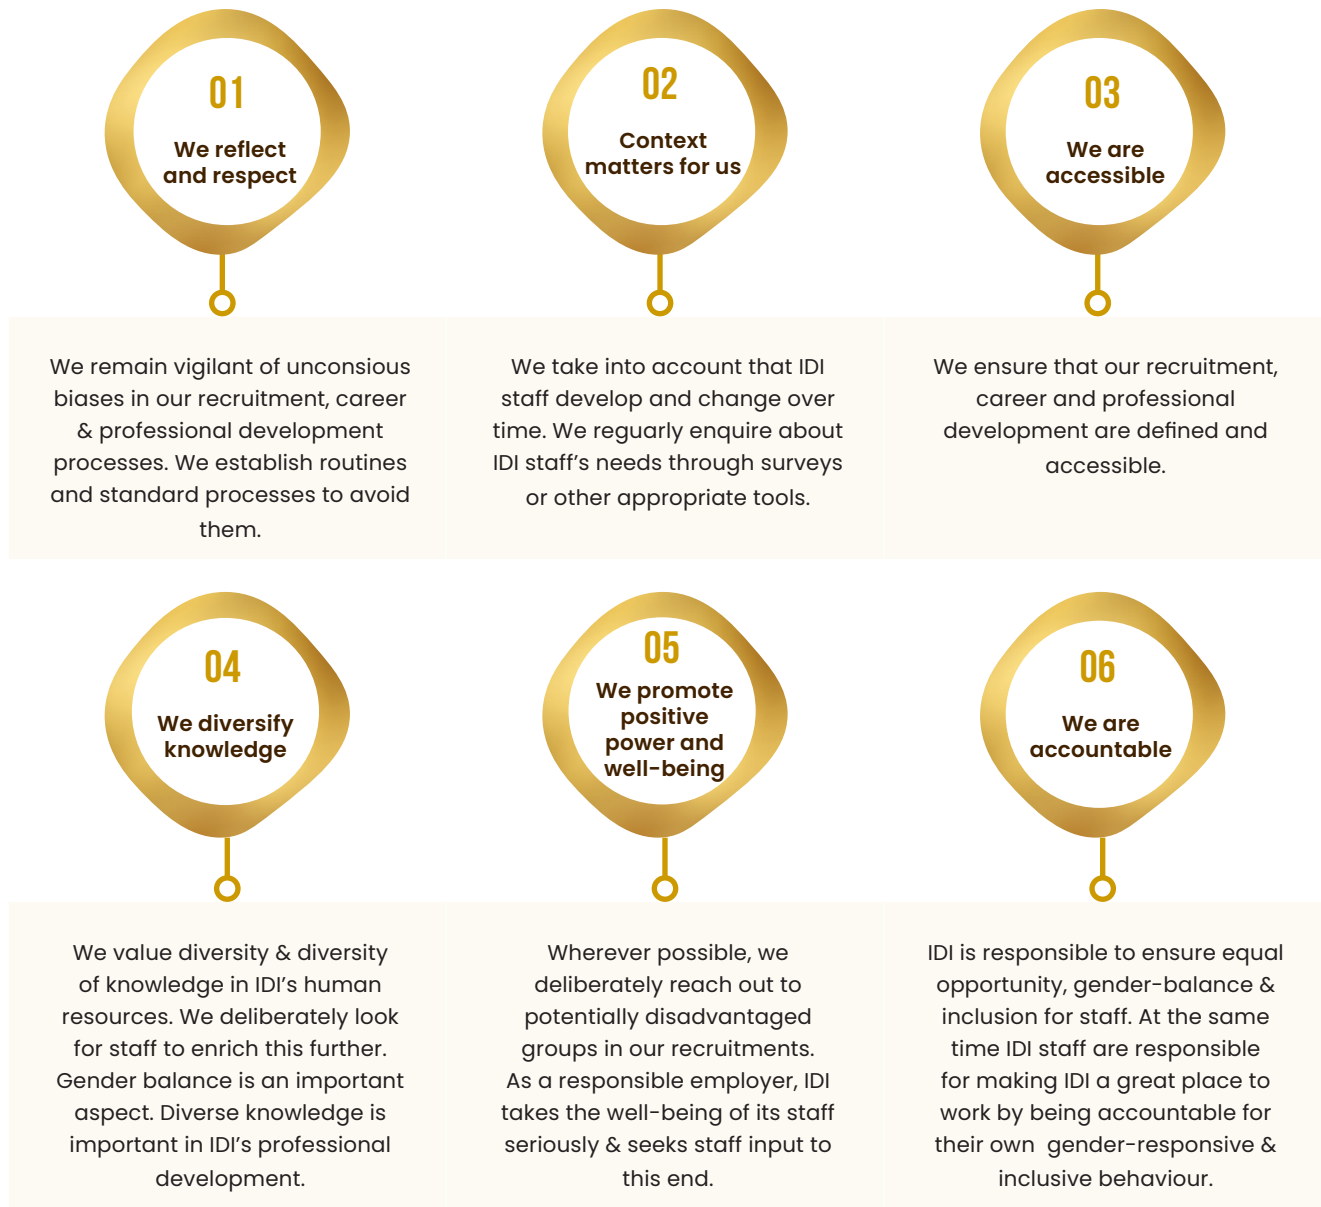 01
We reflect
and respect
We remain vigilant of unconsious
biases in our recruitment, career
& professional development
processes. We establish routines
and standard processes to avoid
them.
02
Context
matters for us
We take into account that IDI
staff develop and change over
time. We reguarly enquire about
IDI staff's needs through surveys
or other appropriate tools.
03
We are
accessible
We ensure that our recruitment,
career and professional
development are defined and
accessible.
04
We diversify
knowledge
We value diversity & diversity
of knowledge in IDI's human
resources. We deliberately look
for staff to enrich this further.
Gender balance is an important
aspect. Diverse knowledge is
important in IDI's professional
development.
05
We promote
positive
power and
well-being
Wherever possible, we
deliberately reach out to
potentially disadvantaged
groups in our recruitments.
As a responsible employer, IDI
takes the well-being of its staff
seriously & seeks staff input to
this end.
06
We are
accountable
IDI is responsible to ensure equal
opportunity, gender-balance &
inclusion for staff. At the same
time IDI staff are responsible
for making IDI a great place to
work by being accountable for
their own  gender-responsive &
inclusive behaviour.